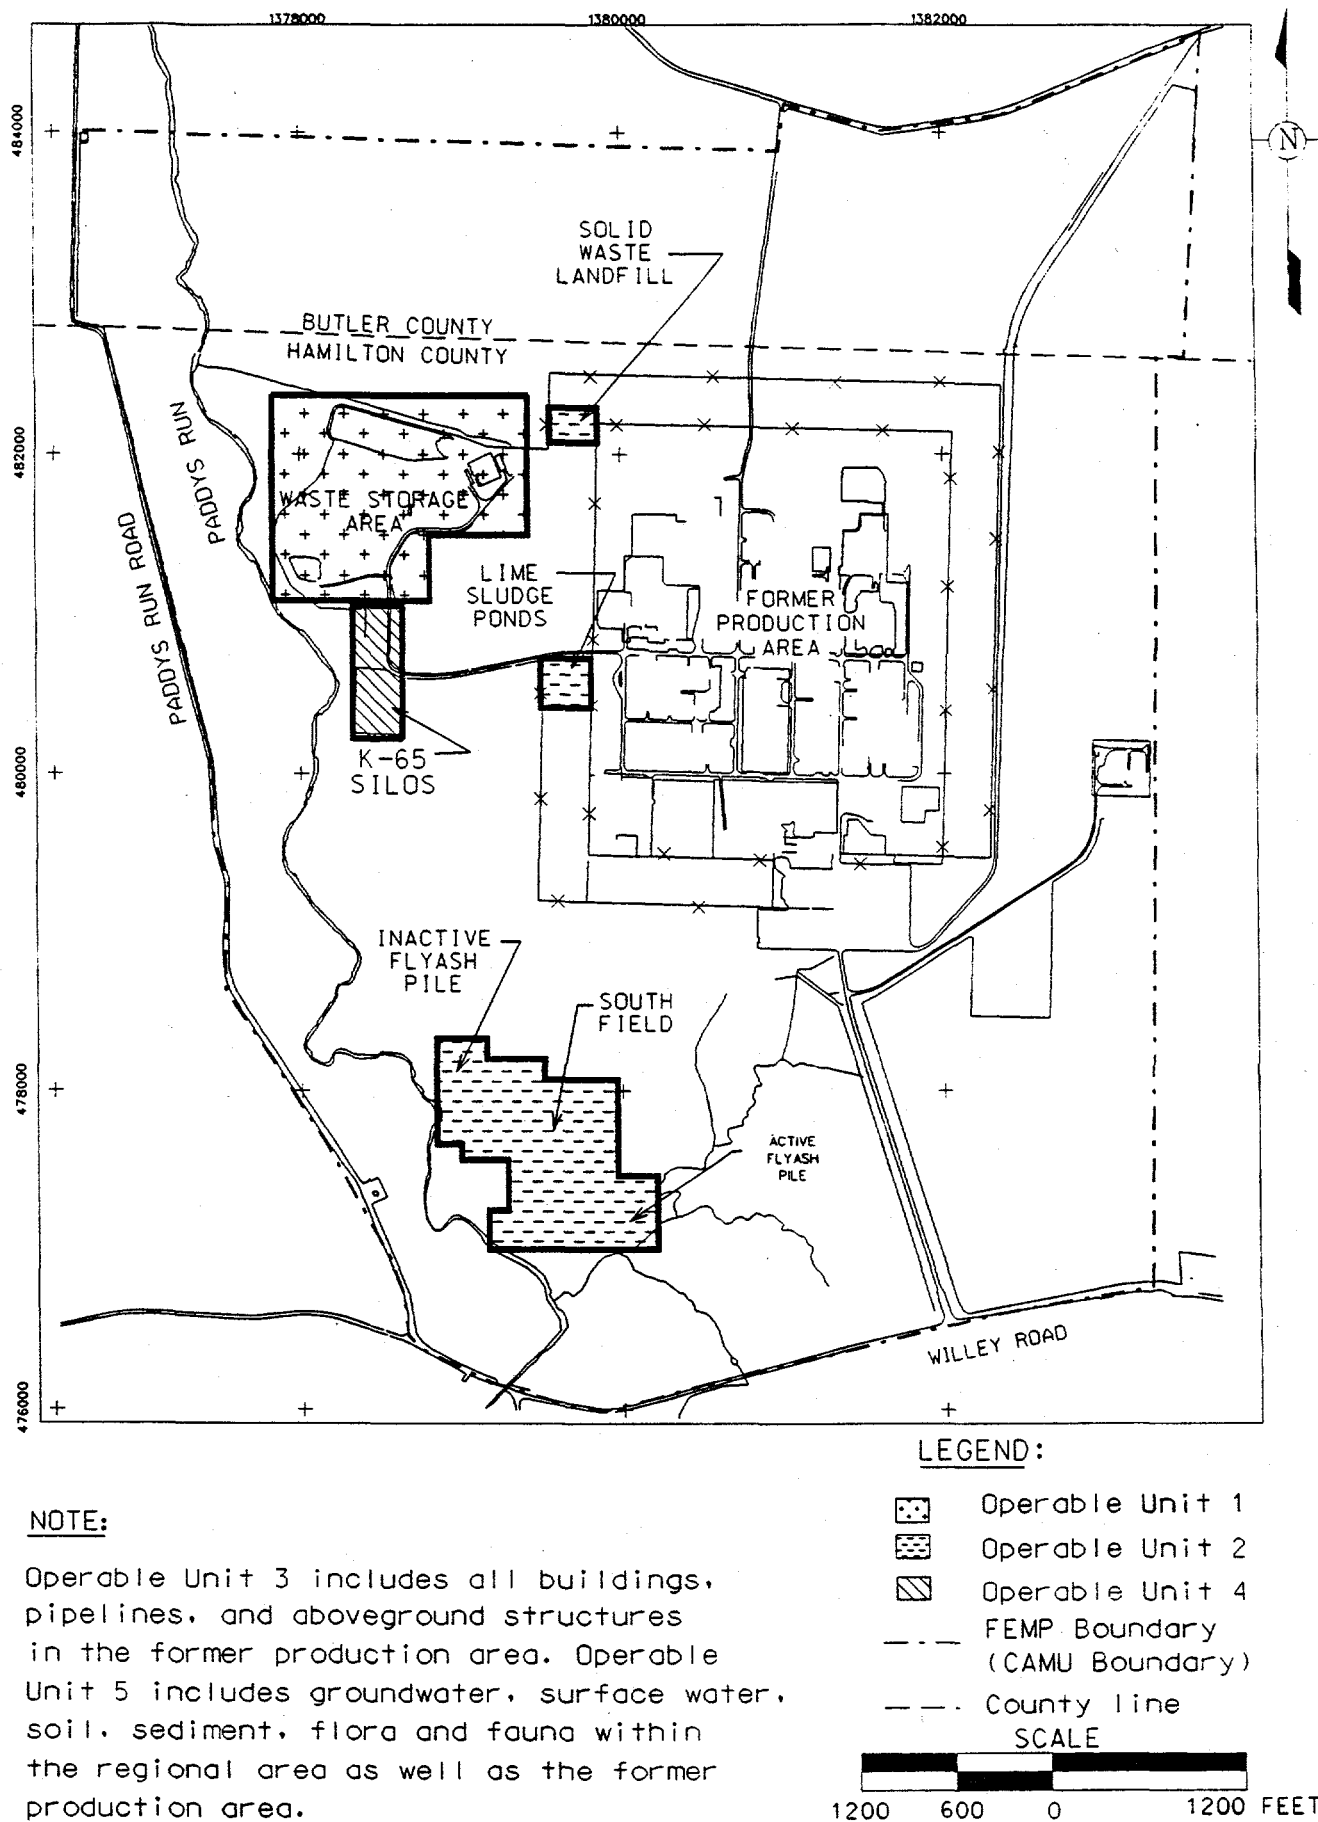 1378000
1380000
1382000
484000
N
SOLID
WASTE
LANDFILL
BUTLER COUNTY
HAMILTON COUNTY
PADDYS RUN
482000
WASTE STORAGE
AREA
PADDYS RUN ROAD
LIME
SLUDGE
PONDS
FORMER
PRODUCTION
AREA
K-65
SILOS
480000
INACTIVE
FLYASH
PILE
SOUTH
FIELD
478000
ACTIVE
FLYASH
PILE
WILLEY ROAD
476000
LEGEND:
Operable Unit 1
Operable Unit 2
Operable Unit 4
FEMP Boundary
(CAMU Boundary)
County line
SCALE
1200 600 0 1200 FEET
NOTE:
Operable Unit 3 includes all buildings,
pipelines, and aboveground structures
in the former production area. Operable
Unit 5 includes groundwater, surface water,
soil, sediment, flora and fauna within
the regional area as well as the former
production area.